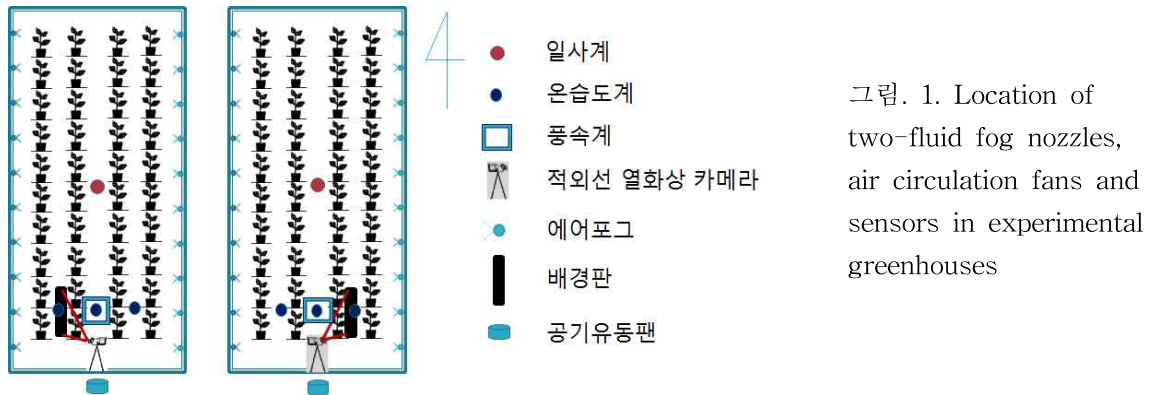 일사계
온습도계
풍속계
적외선 열화상 카메라
에어포그
배경판
공기유동팬
그림. 1. Location of
two-fluid fog nozzles,
air circulation fans and
sensors in experimental
greenhouses